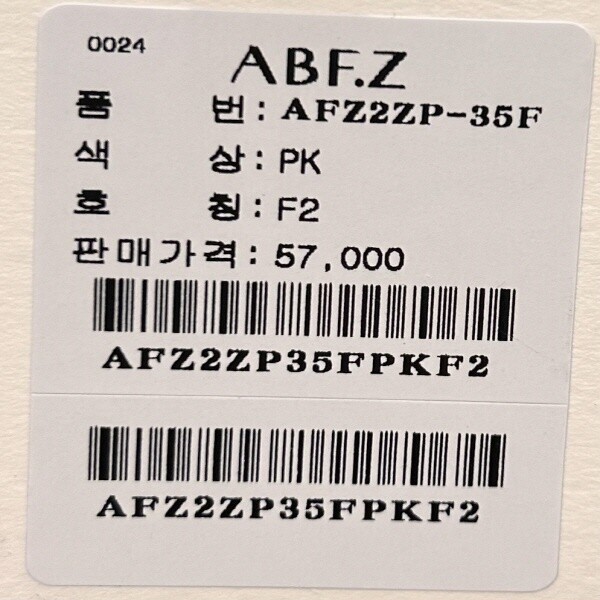 0024
ABF.Z
품 번 : AFZ2ZP-35F
색 상 : PK
호 칭 : F2
판매가격 : 57,000
AFZ2ZP35FPKF2
AFZ2ZP35FPKF2